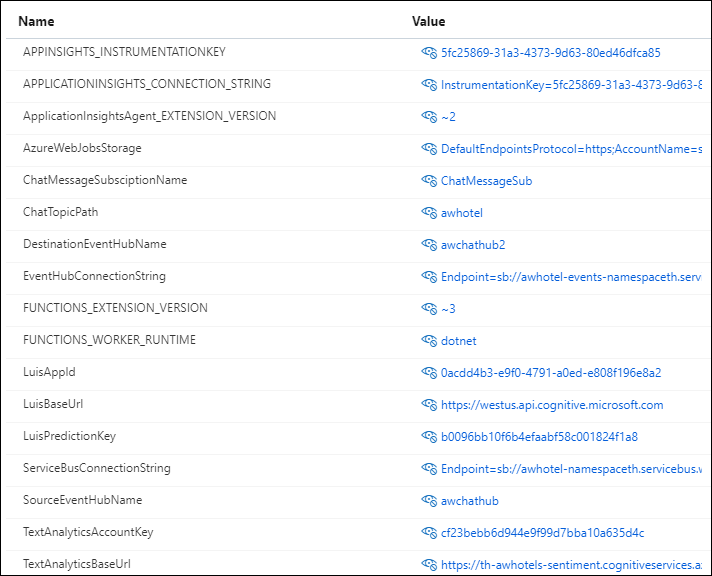 Name Value
APPINSIGHTS_INSTRUMENTATIONKEY 5fc25869-31a3-4373-9d63-80ed46dfca85
APPLICATIONINSIGHTS_CONNECTION_STRING InstrumentationKey=5fc25869-31a3-4373-9d63-8
ApplicationInsightsAgent_EXTENSION_VERSION ~2
AzureWebJobsStorage DefaultEndpointsProtocol=https;AccountName=s
ChatMessageSubsciptionName ChatMessageSub
ChatTopicPath awhotel
DestinationEventHubName awchathub2
EventHubConnectionString Endpoint=sb://awhotel-events-namespaceth.servi
FUNCTIONS_EXTENSION_VERSION ~3
FUNCTIONS_WORKER_RUNTIME dotnet
LuisAppId 0acdd4b3-e9f0-4791-a0ed-e808f196e8a2
LuisBaseUrl https://westus.api.cognitive.microsoft.com
LuisPredictionKey b0096bb10f6b4efaabf58c001824f1a8
ServiceBusConnectionString Endpoint=sb://awhotel-namespaceth.servicebus.w
SourceEventHubName awchathub
TextAnalyticsAccountKey cf23bebb6d944e9f99d7bba10a635d4c
TextAnalyticsBaseUrl https://th-awhotels-sentiment.cognitiveservices.az